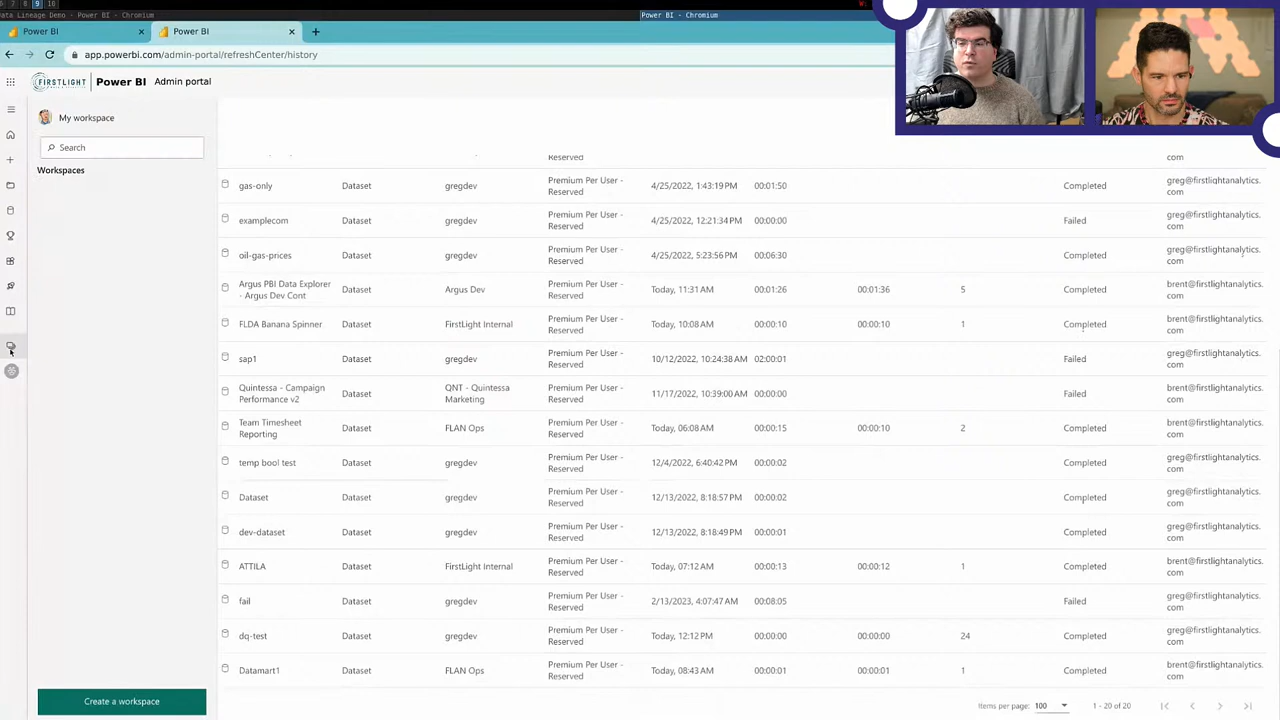 9 10
Data Lineage Demo - Power BI - Chromium
Power BI - Chromium
Power BI
Power BI
app.powerbi.com/admin-portal/refreshCenter/history
FIRSTLIGHT Power BI Admin portal
My workspace
Search
Workspaces
Reserved com
gas-only Dataset gregdev Premium Per User - 4/25/2022, 1:43:19 PM 00:01:50 Completed greg@firstlightanalytics.
Reserved com
examplecom Dataset gregdev Premium Per User - 4/25/2022, 12:21:34 PM 00:00:00 Failed greg@firstlightanalytics.
Reserved com
oil-gas-prices Dataset gregdev Premium Per User - 4/25/2022, 5:23:56 PM 00:06:30 Completed greg@firstlightanalytics.
Reserved com
Argus PBI Data Explorer Dataset Argus Dev Premium Per User - Today, 11:31 AM 00:01:26 00:01:36 5 Completed brent@firstlightanalytics.
- Argus Dev Cont Reserved com
FLDA Banana Spinner Dataset FirstLight Internal Premium Per User - Today, 10:08 AM 00:00:10 00:00:10 1 Completed brent@firstlightanalytics.
Reserved com
sap1 Dataset gregdev Premium Per User - 10/12/2022, 10:24:38 AM 02:00:01 Failed greg@firstlightanalytics.
Reserved com
Quintessa - Campaign Dataset QNT - Quintessa Premium Per User - 11/17/2022, 10:39:00 AM 00:00:00 Failed brent@firstlightanalytics.
Performance v2 Marketing Reserved com
Team Timesheet Dataset FLAN Ops Premium Per User - Today, 06:08 AM 00:00:15 00:00:10 2 Completed brent@firstlightanalytics.
Reporting Reserved com
temp bool test Dataset gregdev Premium Per User - 12/4/2022, 6:40:42 PM 00:00:02 Completed greg@firstlightanalytics.
Reserved com
Dataset Dataset gregdev Premium Per User - 12/13/2022, 8:18:57 PM 00:00:02 Completed greg@firstlightanalytics.
Reserved com
dev-dataset Dataset gregdev Premium Per User - 12/13/2022, 8:18:49 PM 00:00:01 Completed greg@firstlightanalytics.
Reserved com
ATTILA Dataset FirstLight Internal Premium Per User - Today, 07:12 AM 00:00:13 00:00:12 1 Completed brent@firstlightanalytics.
Reserved com
fail Dataset gregdev Premium Per User - 2/13/2023, 4:07:47 AM 00:08:05 Failed greg@firstlightanalytics.
Reserved com
dq-test Dataset gregdev Premium Per User - Today, 12:12 PM 00:00:00 00:00:00 24 Completed greg@firstlightanalytics.
Reserved com
Datamart1 Dataset FLAN Ops Premium Per User - Today, 08:43 AM 00:00:01 00:00:01 1 Completed brent@firstlightanalytics.
Reserved com
Create a workspace
Items per page: 100 1 - 20 of 20